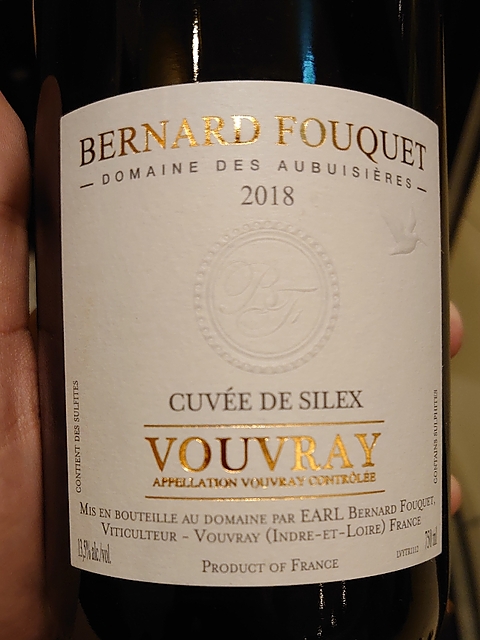 BERNARD FOUQUET
— DOMAINE DES AUBUISIÈRES —
2018
BF
CUVÉE DE SILEX
VOUVRAY
APPELLATION VOUVRAY CONTRÔLÉE
CONTIENT DES SULFITES
CONTAINS SULPHITES
MIS EN BOUTEILLE AU DOMAINE PAR EARL BERNARD FOUQUET,
VITICULTEUR - VOUVRAY (INDRE-ET-LOIRE) FRANCE
13,5% alc./vol.
750 ml
PRODUCT OF FRANCE